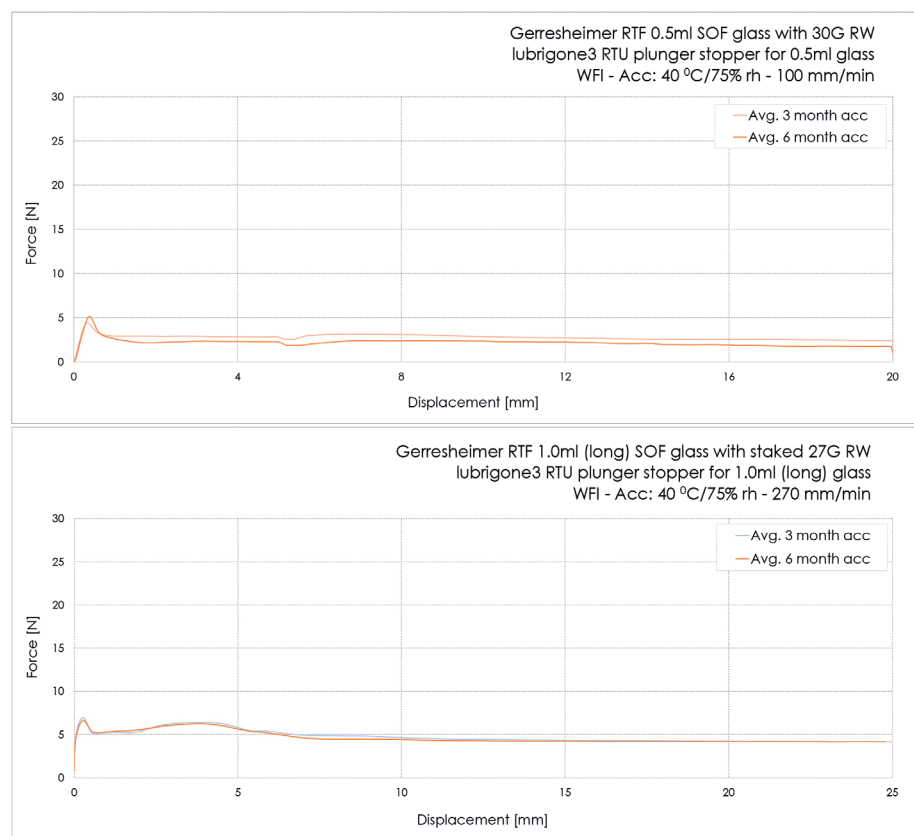 Gerresheimer RTF 0.5ml SOF glass with 30G RW
lubrigone3 RTU plunger stopper for 0.5ml glass
WFI - Acc: 40 ⁰C/75% rh - 100 mm/min
30
25
20
15
10
5
0
Force [N]
Avg. 3 month acc
Avg. 6 month acc
0 4 8 12 16 20
Displacement [mm]
Gerresheimer RTF 1.0ml (long) SOF glass with staked 27G RW
lubrigone3 RTU plunger stopper for 1.0ml (long) glass
WFI - Acc: 40 ⁰C/75% rh - 270 mm/min
30
25
20
15
10
5
0
Force [N]
Avg. 3 month acc
Avg. 6 month acc
0 5 10 15 20 25
Displacement [mm]